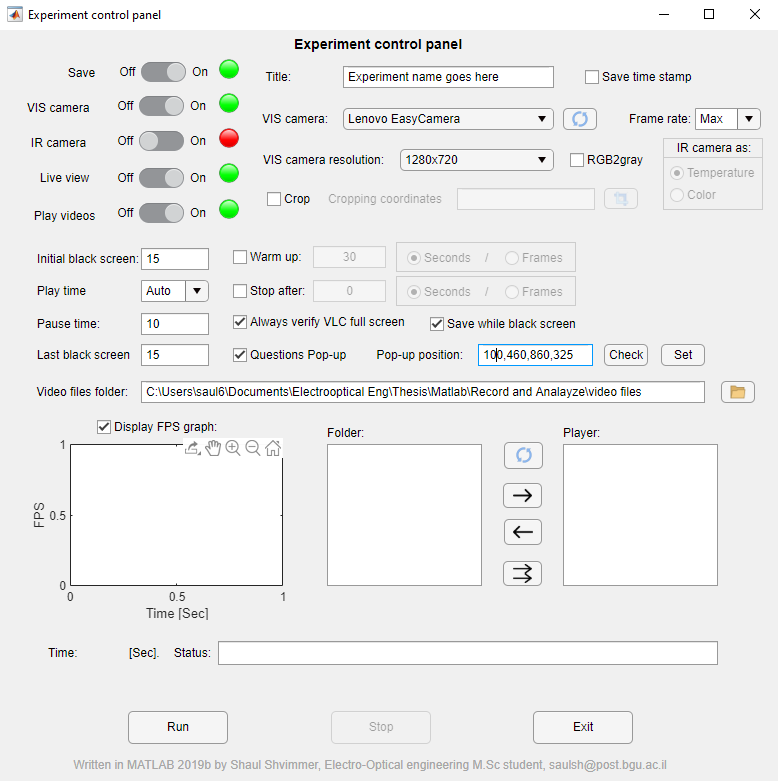 Experiment control panel
Experiment control panel
Save Off On Title: Experiment name goes here Save time stamp
VIS camera Off On VIS camera: Lenovo EasyCamera Frame rate: Max
IR camera Off On VIS camera resolution: 1280x720 RGB2gray IR camera as:
Temperature
Live view Off On Color
Play videos Off On Crop Cropping coordinates
Initial black screen: 15 Warm up: 30 Seconds / Frames
Play time Auto Stop after: 0 Seconds / Frames
Pause time: 10 Always verify VLC full screen Save while black screen
Last black screen 15 Questions Pop-up Pop-up position: 100,460,860,325 Check Set
Video files folder: C:\Users\saul6\Documents\Electrooptical Eng\Thesis\Matlab\Record and Analayze\video files
Display FPS graph: Folder: Player:
1
0.5
0
FPS
0 0.5 1
Time [Sec]
Time: [Sec]. Status:
Run Stop Exit
Written in MATLAB 2019b by Shaul Shvimmer, Electro-Optical engineering M.Sc student, saulsh@post.bgu.ac.il